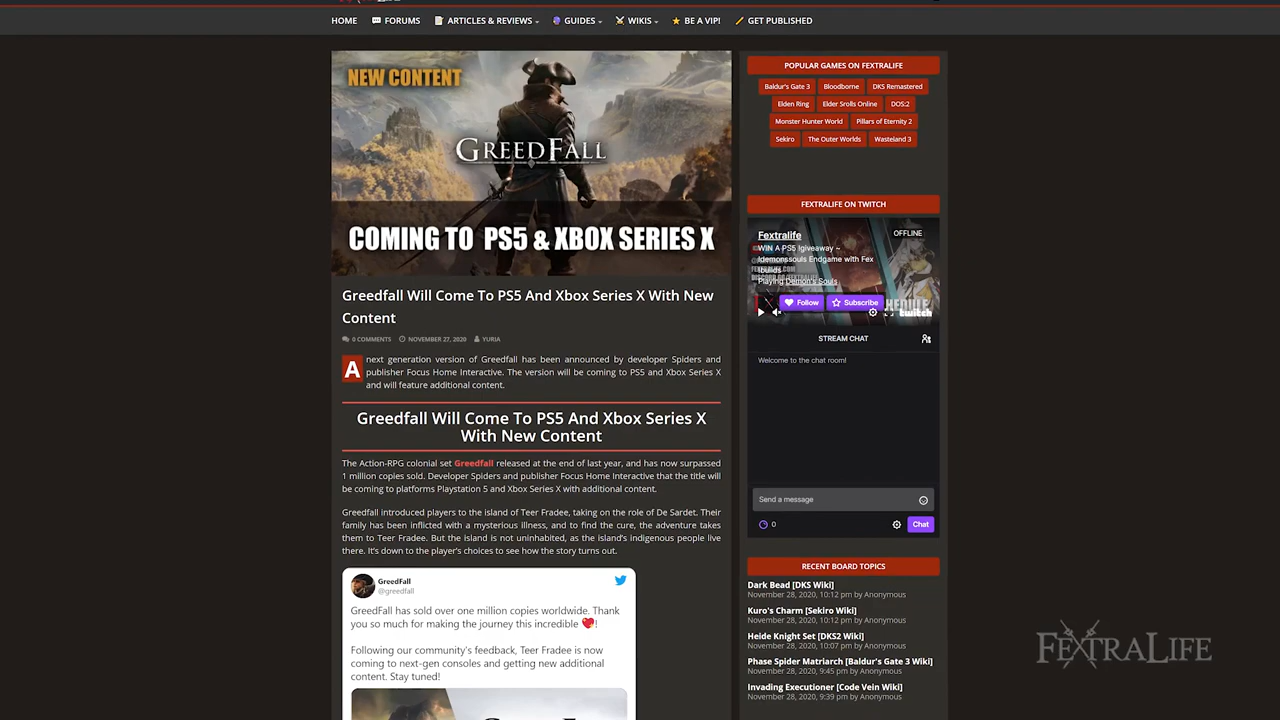 HOME
FORUMS
ARTICLES & REVIEWS
GUIDES
WIKIS
BE A VIP!
GET PUBLISHED
NEW CONTENT
GREEDFALL
COMING TO PS5 & XBOX SERIES X
Greedfall Will Come To PS5 And Xbox Series X With New
Content
0 COMMENTS
NOVEMBER 27, 2020
YURIA
A next generation version of Greedfall has been announced by developer Spiders and
publisher Focus Home Interactive. The version will be coming to PS5 and Xbox Series X
and will feature additional content.
Greedfall Will Come To PS5 And Xbox Series X
With New Content
The Action-RPG colonial set Greedfall released at the end of last year, and has now surpassed
1 million copies sold. Developer Spiders and publisher Focus Home Interactive that the title will
be coming to platforms Playstation 5 and Xbox Series X with additional content.
Greedfall introduced players to the island of Teer Fradee, taking on the role of De Sardet. Their
family has been inflicted with a mysterious illness, and to find the cure, the adventure takes
them to Teer Fradee. But the island is not uninhabited, as the island's indigenous people live
there. It's down to the player's choices to see how the story turns out.
GreedFall
@greedfall
GreedFall has sold over one million copies worldwide. Thank
you so much for making the journey this incredible ❤️!
Following our community's feedback, Teer Fradee is now
coming to next-gen consoles and getting new additional
content. Stay tuned!
POPULAR GAMES ON FEXTRALIFE
Baldur's Gate 3
Bloodborne
DKS Remastered
Elden Ring
Elder Srolls Online
DOS:2
Monster Hunter World
Pillars of Eternity 2
Sekiro
The Outer Worlds
Wasteland 3
FEXTRALIFE ON TWITCH
Fextralife
OFFLINE
WIN A PS5 !giveaway ~
!demonssouls Endgame with Fex
!builds
Playing Demon's Souls
Follow
Subscribe
twitch
STREAM CHAT
Welcome to the chat room!
Send a message
0
Chat
RECENT BOARD TOPICS
Dark Bead [DKS Wiki]
November 28, 2020, 10:12 pm by Anonymous
Kuro's Charm [Sekiro Wiki]
November 28, 2020, 10:12 pm by Anonymous
Heide Knight Set [DKS2 Wiki]
November 28, 2020, 10:07 pm by Anonymous
Phase Spider Matriarch [Baldur's Gate 3 Wiki]
November 28, 2020, 9:45 pm by Anonymous
Invading Executioner [Code Vein Wiki]
November 28, 2020, 9:39 pm by Anonymous
FEXTRALIFE